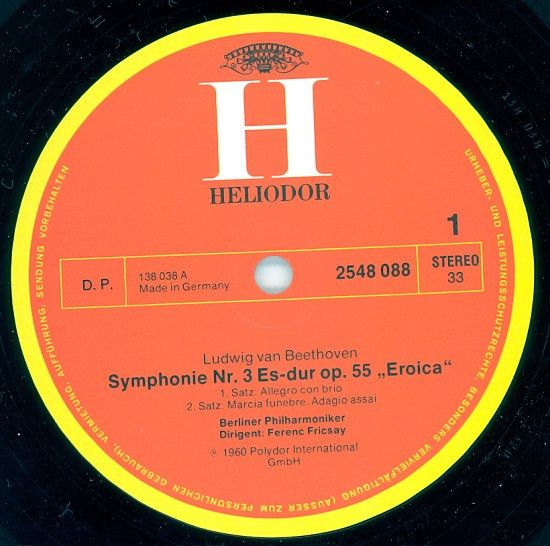 H
HELIODOR
1
D. P.
138 038 A
Made in Germany
2548 088
STEREO
33
Ludwig van Beethoven
Symphonie Nr. 3 Es-dur op. 55 „Eroica“
1. Satz: Allegro con brio
2. Satz: Marcia funebre. Adagio assai
Berliner Philharmoniker
Dirigent: Ferenc Fricsay
℗ 1960 Polydor International
GmbH
URHEBER- UND LEISTUNGSSCHUTZRECHTE, BESONDERS VERVIELFÄLTIGUNG (AUSSER ZUM PERSÖNLICHEN GEBRAUCH), VERMIETUNG, AUFFÜHRUNG, SENDUNG VORBEHALTEN